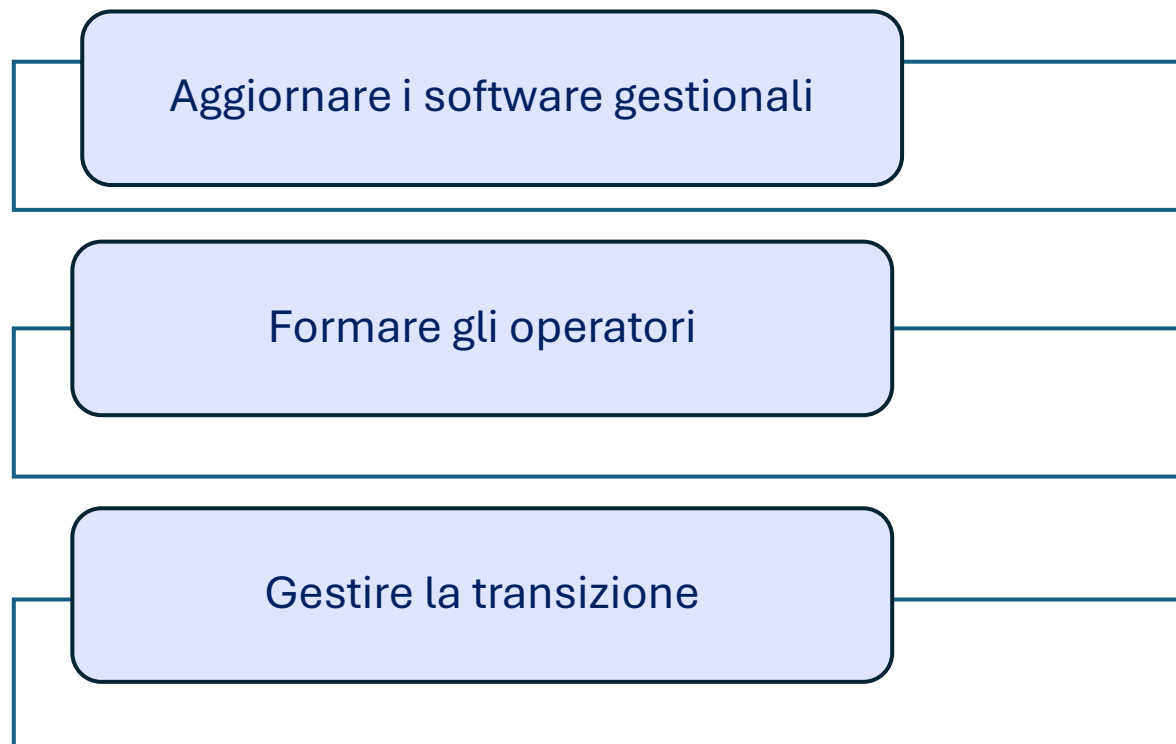 Aggiornare i software gestionali
Formare gli operatori
Gestire la transizione